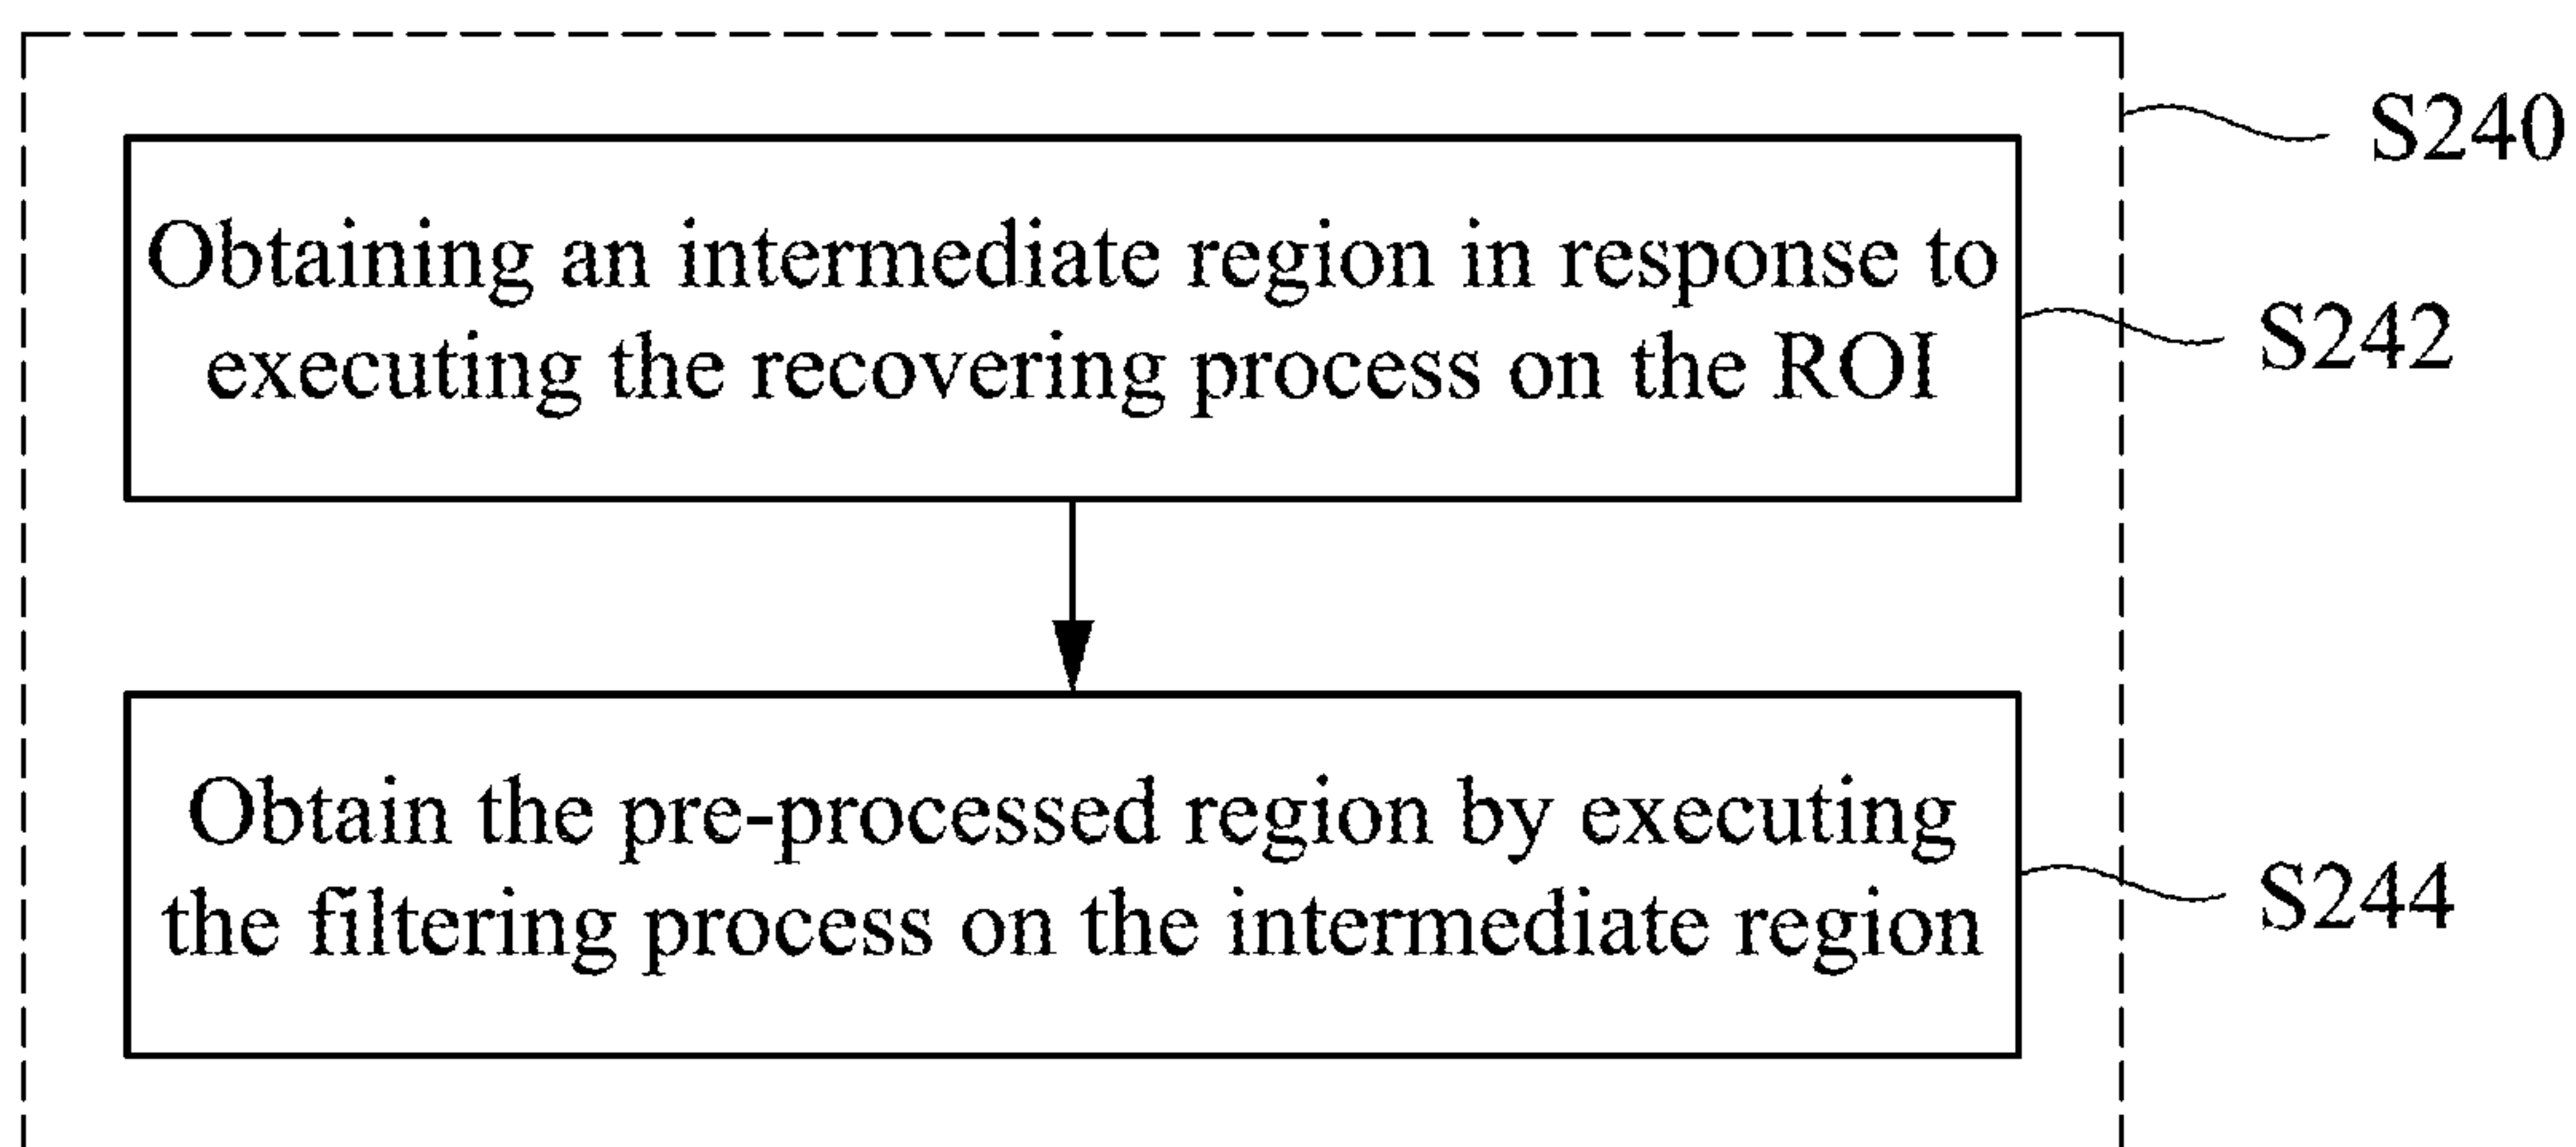 S240
Obtaining an intermediate region in response to
executing the recovering process on the ROI
S242
Obtain the pre-processed region by executing
the filtering process on the intermediate region
S244